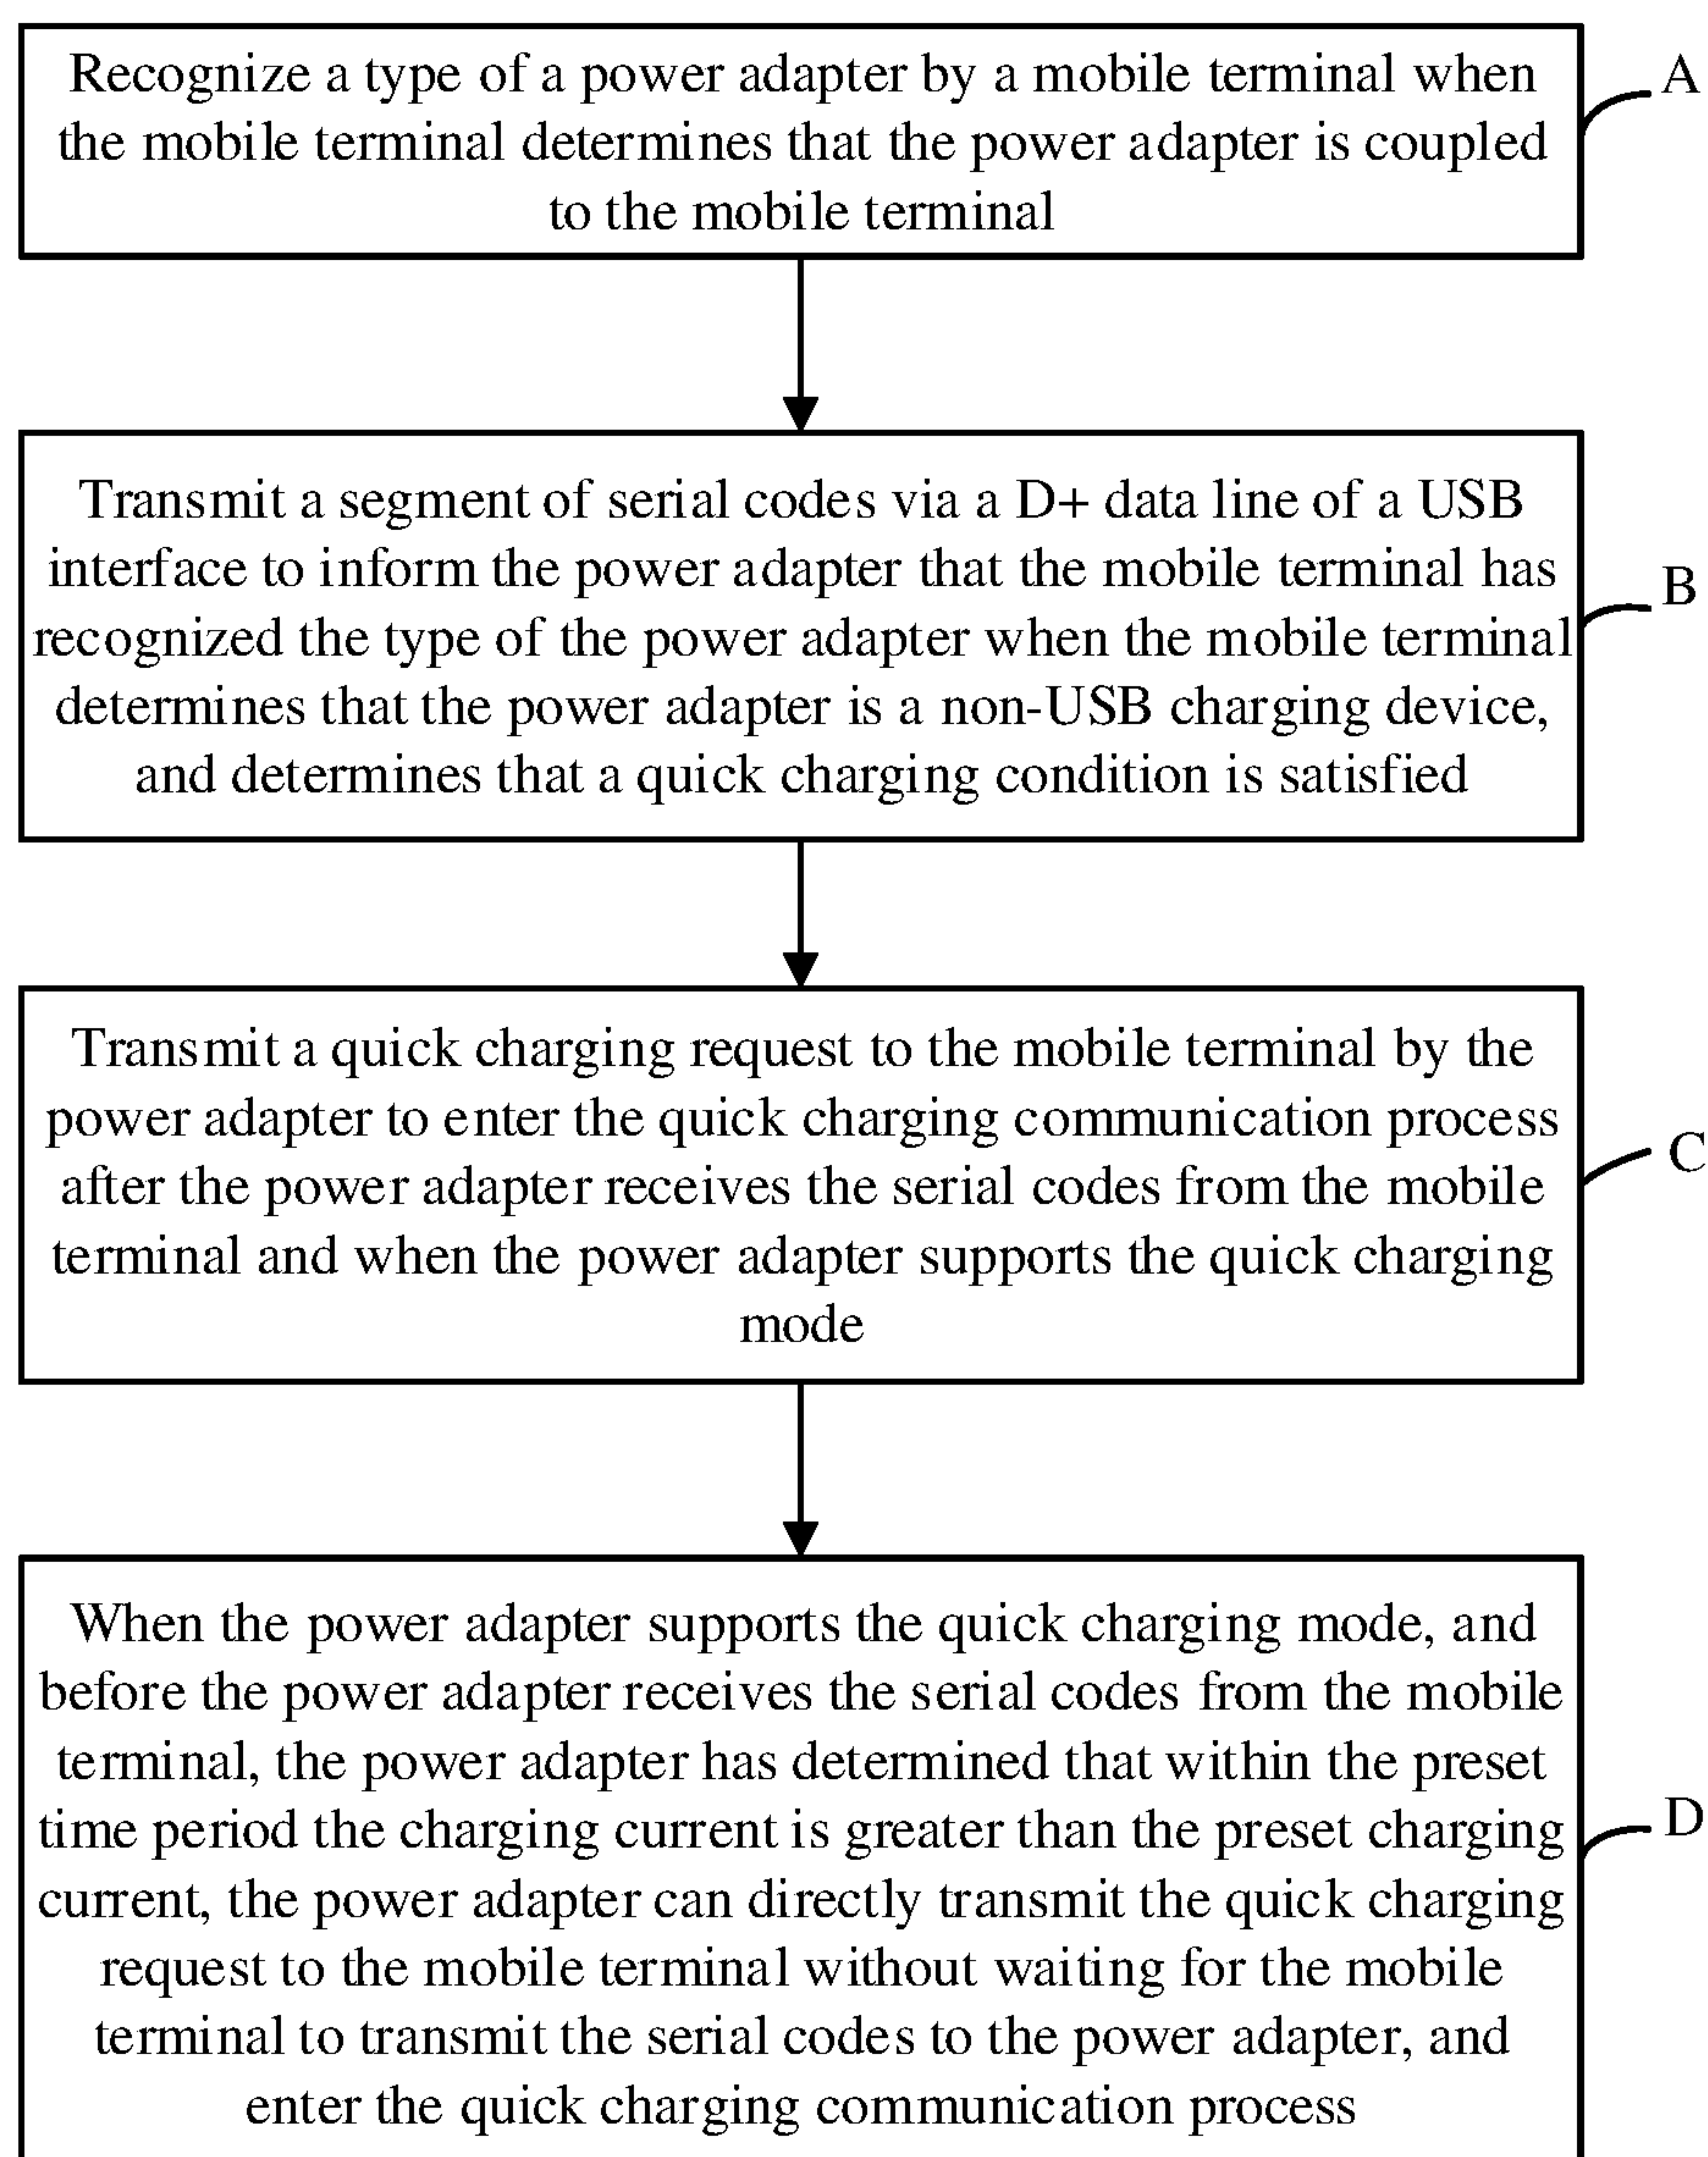 Recognize a type of a power adapter by a mobile terminal when
the mobile terminal determines that the power adapter is coupled
to the mobile terminal
A
Transmit a segment of serial codes via a D+ data line of a USB
interface to inform the power adapter that the mobile terminal has
recognized the type of the power adapter when the mobile terminal
determines that the power adapter is a non-USB charging device,
and determines that a quick charging condition is satisfied
B
Transmit a quick charging request to the mobile terminal by the
power adapter to enter the quick charging communication process
after the power adapter receives the serial codes from the mobile
terminal and when the power adapter supports the quick charging
mode
C
When the power adapter supports the quick charging mode, and
before the power adapter receives the serial codes from the mobile
terminal, the power adapter has determined that within the preset
time period the charging current is greater than the preset charging
current, the power adapter can directly transmit the quick charging
request to the mobile terminal without waiting for the mobile
terminal to transmit the serial codes to the power adapter, and
enter the quick charging communication process
D